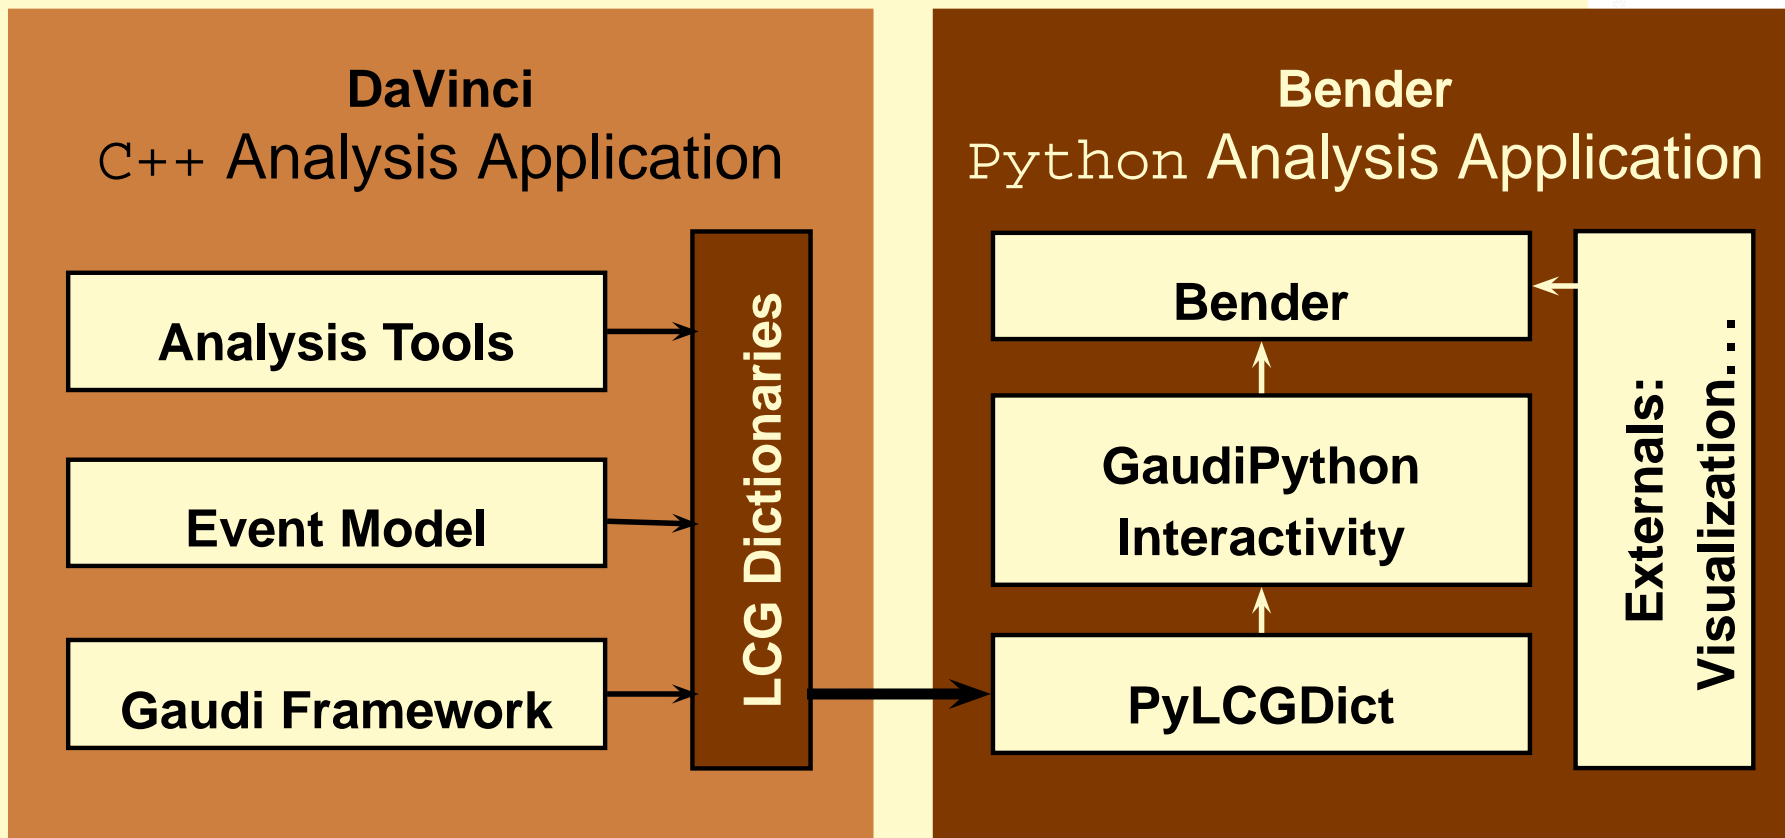 DaVinci
C++ Analysis Application
Analysis Tools
Event Model
Gaudi Framework
LCG Dictionaries
Bender
Python Analysis Application
Bender
GaudiPython
Interactivity
PyLCGDict
Externals:
Visualization...